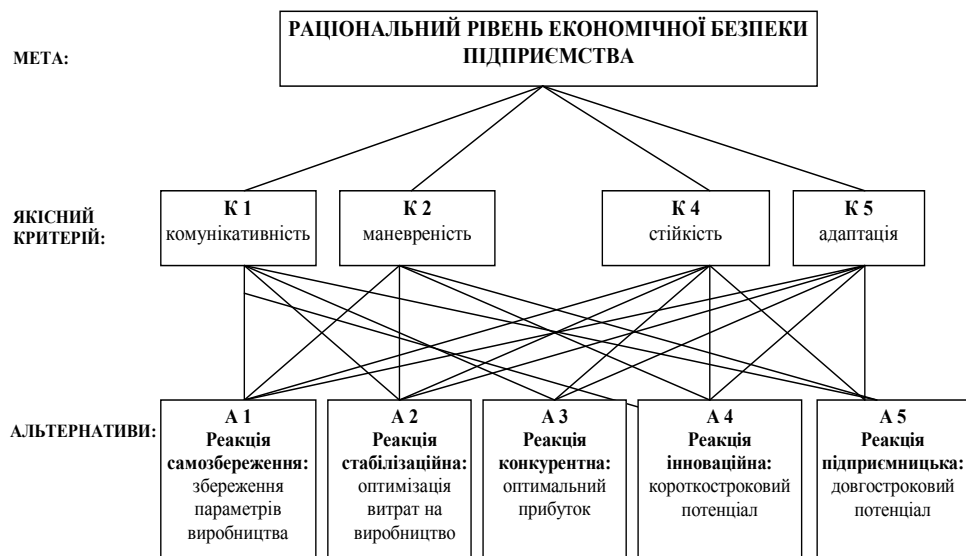 РАЦІОНАЛЬНИЙ РІВЕНЬ ЕКОНОМІЧНОЇ БЕЗПЕКИ
ПІДПРИЄМСТВА
МЕТА:
ЯКІСНИЙ
КРИТЕРІЙ:
К 1
комунікативність
К 2
маневреність
К 4
стійкість
К 5
адаптація
АЛЬТЕРНАТИВИ:
А 1
Реакція
самозбереження:
збереження
параметрів
виробництва
А 2
Реакція
стабілізаційна:
оптимізація
витрат на
виробництво
А 3
Реакція
конкурентна:
оптимальний
прибуток
А 4
Реакція
інноваційна:
короткостроковий
потенціал
А 5
Реакція
підприємницька:
довгостроковий
потенціал